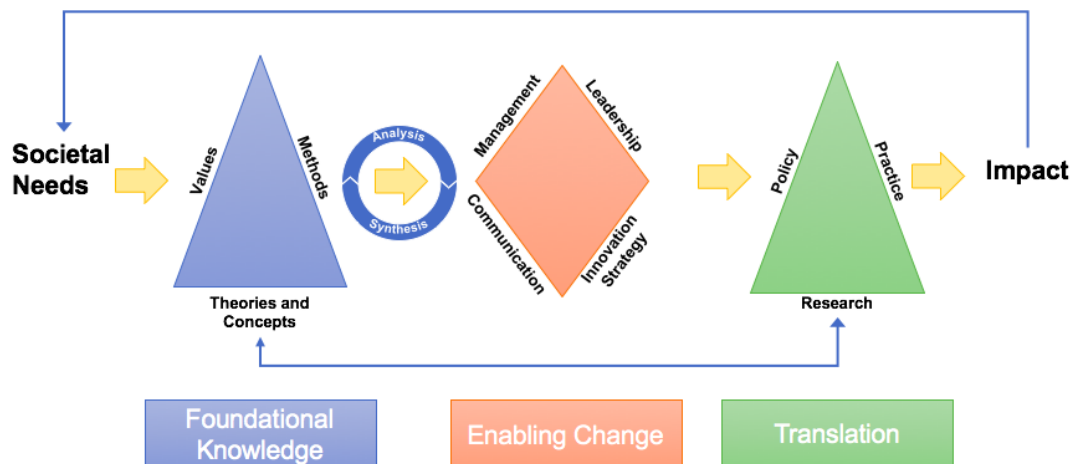 Societal
Needs
Values
Methods
Theories and
Concepts
Analysis
Synthesis
Management
Leadership
Communication
Innovation
Strategy
Policy
Practice
Research
Impact
Foundational
Knowledge
Enabling Change
Translation